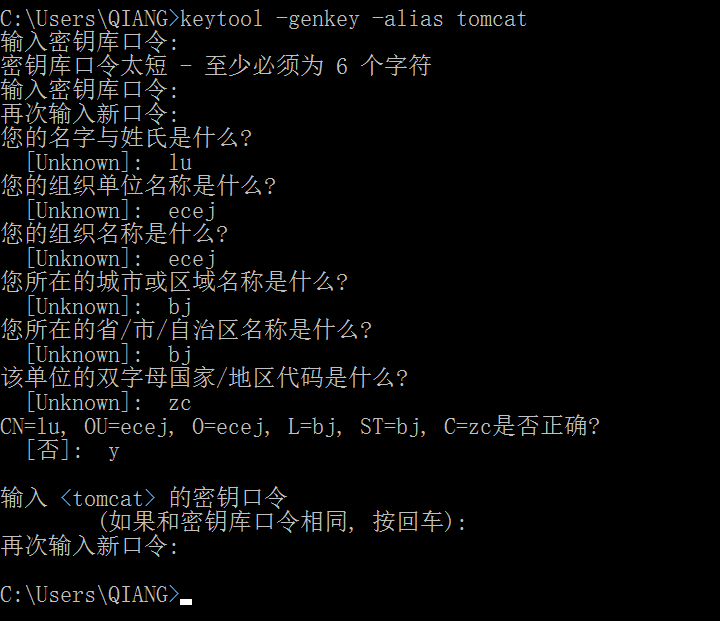 C:\Users\QIANG>keytool -genkey -alias tomcat
输入密钥库口令:
密钥库口令太短 - 至少必须为 6 个字符
输入密钥库口令:
再次输入新口令:
您的名字与姓氏是什么?
[Unknown]: lu
您的组织单位名称是什么?
[Unknown]: ecej
您的组织名称是什么?
[Unknown]: ecej
您所在的城市或区域名称是什么?
[Unknown]: bj
您所在的省/市/自治区名称是什么?
[Unknown]: bj
该单位的双字母国家/地区代码是什么?
[Unknown]: zc
CN=lu, OU=ecej, O=ecej, L=bj, ST=bj, C=zc是否正确?
[否]: y
输入 <tomcat> 的密钥口令
(如果和密钥库口令相同, 按回车):
再次输入新口令:
C:\Users\QIANG>